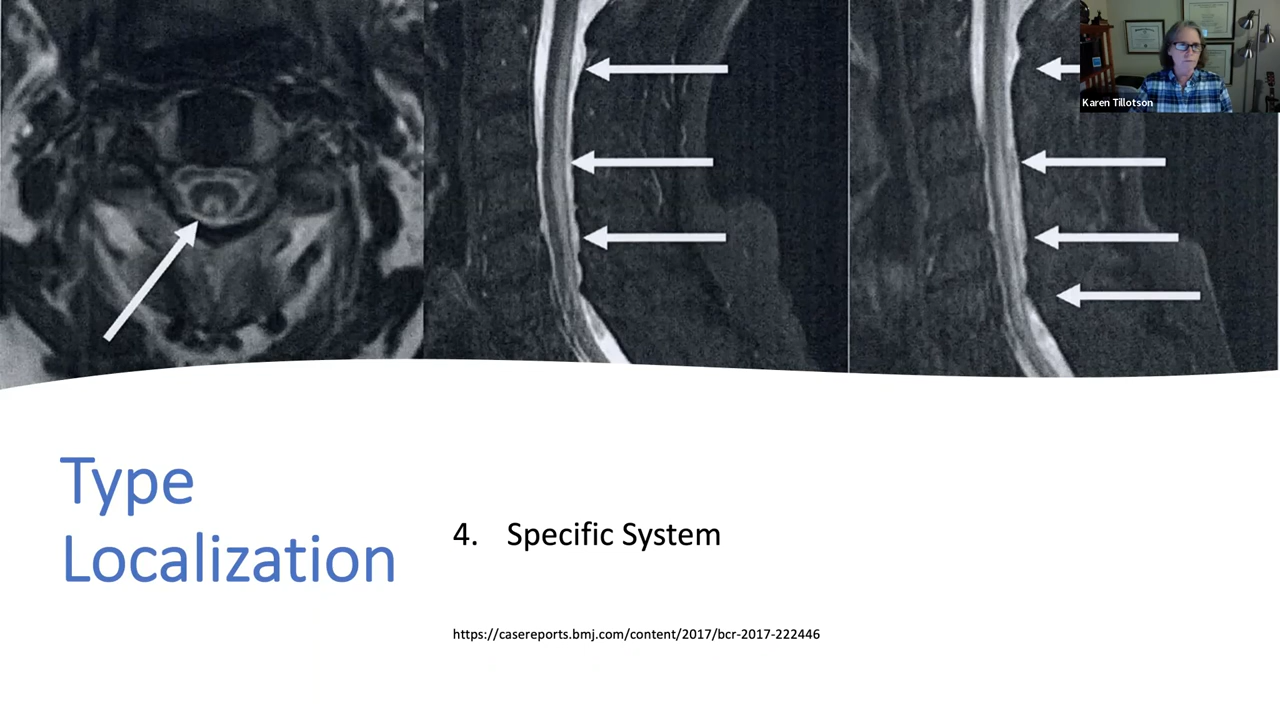 Karen Tillotson
Type
Localization
4. Specific System
https://casereports.bmj.com/content/2017/bcr-2017-222446